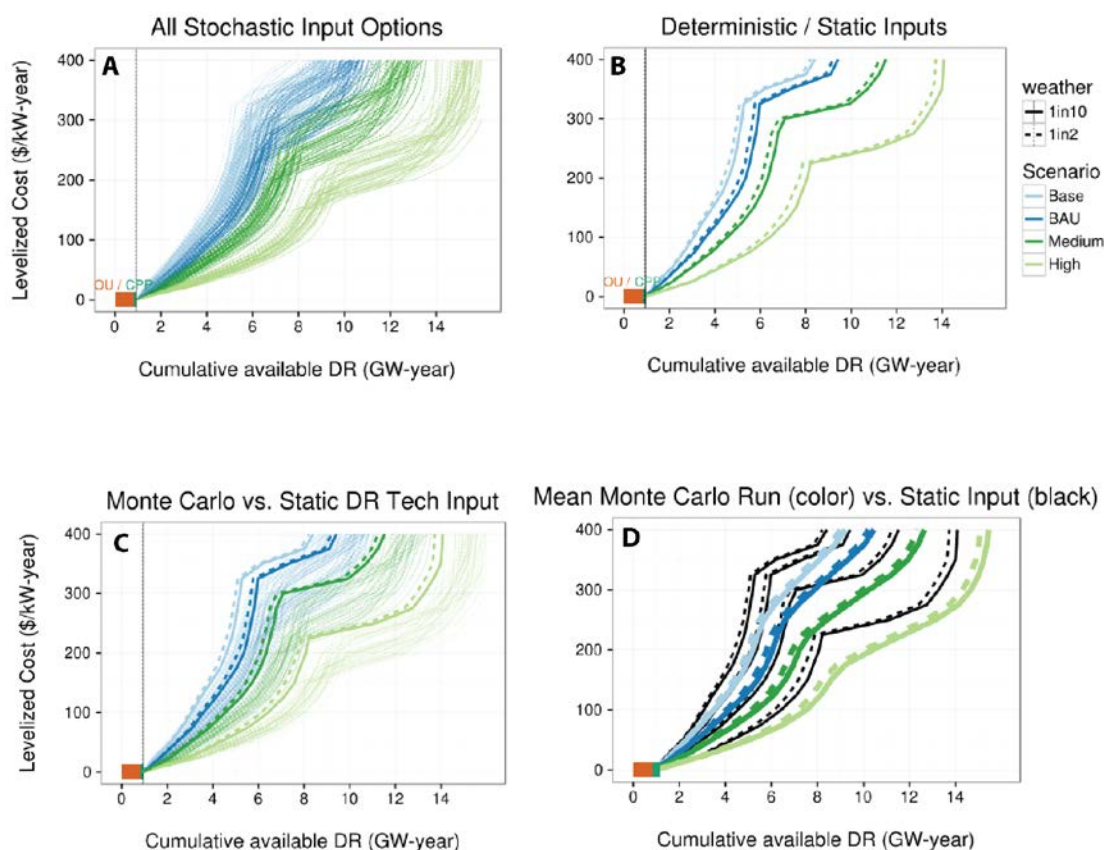 All Stochastic Input Options
Deterministic / Static Inputs
A
B
Levelized Cost ($/kW-year)
400
300
200
100
0
OU / CPP
0 2 4 6 8 10 12 14
Cumulative available DR (GW-year)
400
300
200
100
0
OU / CPP
0 2 4 6 8 10 12 14
Cumulative available DR (GW-year)
weather
1in10
1in2
Scenario
Base
BAU
Medium
High
Monte Carlo vs. Static DR Tech Input
Mean Monte Carlo Run (color) vs. Static Input (black)
C
D
Levelized Cost ($/kW-year)
400
300
200
100
0
0 2 4 6 8 10 12 14
Cumulative available DR (GW-year)
400
300
200
100
0
0 2 4 6 8 10 12 14
Cumulative available DR (GW-year)